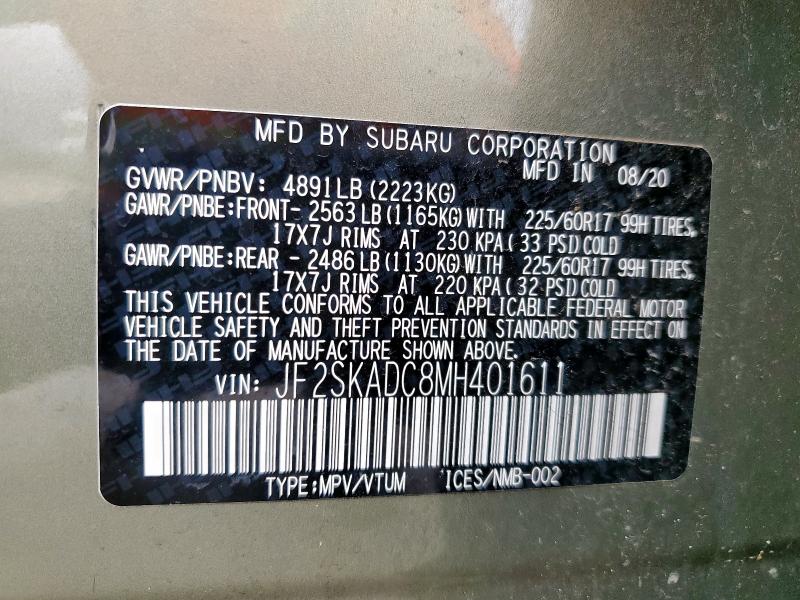 MFD BY SUBARU CORPORATION
MFD IN 08/20
GVWR/PNBV: 4891LB (2223KG)
GAWR/PNBE:FRONT- 2563 LB (1165KG) WITH 225/60R17 99H TIRES,
17X7J RIMS AT 230 KPA ( 33 PSI) COLD
GAWR/PNBE:REAR - 2486 LB (1130KG) WITH 225/60R17 99H TIRES,
17X7J RIMS AT 220 KPA ( 32 PSI) COLD
THIS VEHICLE CONFORMS TO ALL APPLICABLE FEDERAL MOTOR
VEHICLE SAFETY AND THEFT PREVENTION STANDARDS IN EFFECT ON
THE DATE OF MANUFACTURE SHOWN ABOVE.
VIN: JF2SKADC8MH401611
TYPE:MPV/VTUM ICES/NMB-002